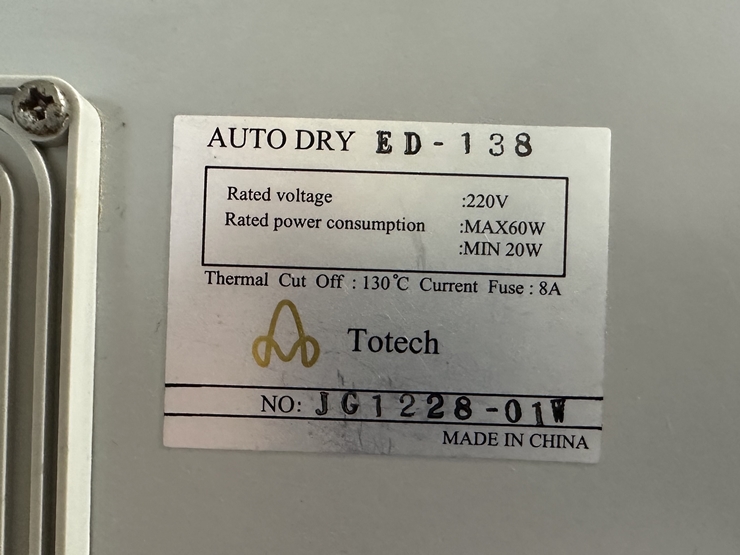 AUTO DRY ED-138
Rated voltage :220V
Rated power consumption :MAX60W
:MIN 20W
Thermal Cut Off : 130℃ Current Fuse : 8A
Totech
NO: JG1228-01W
MADE IN CHINA